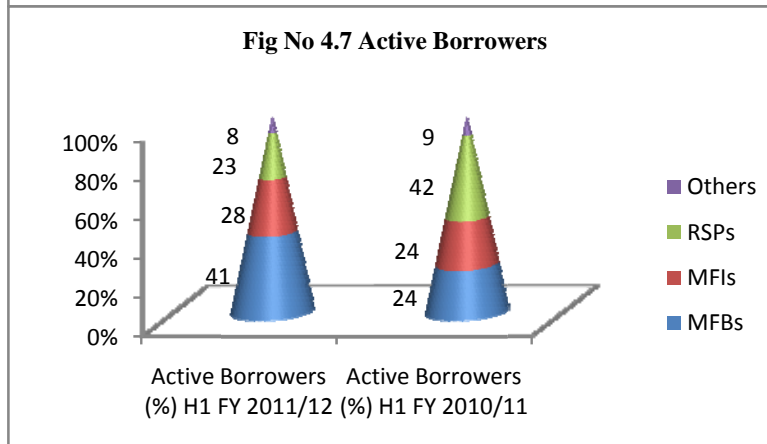 Fig No 4.7 Active Borrowers
100%
80%
60%
40%
20%
0%
8
23
28
41
9
42
24
24
Active Borrowers
(%) H1 FY 2011/12
Active Borrowers
(%) H1 FY 2010/11
Others
RSPs
MFIs
MFBs